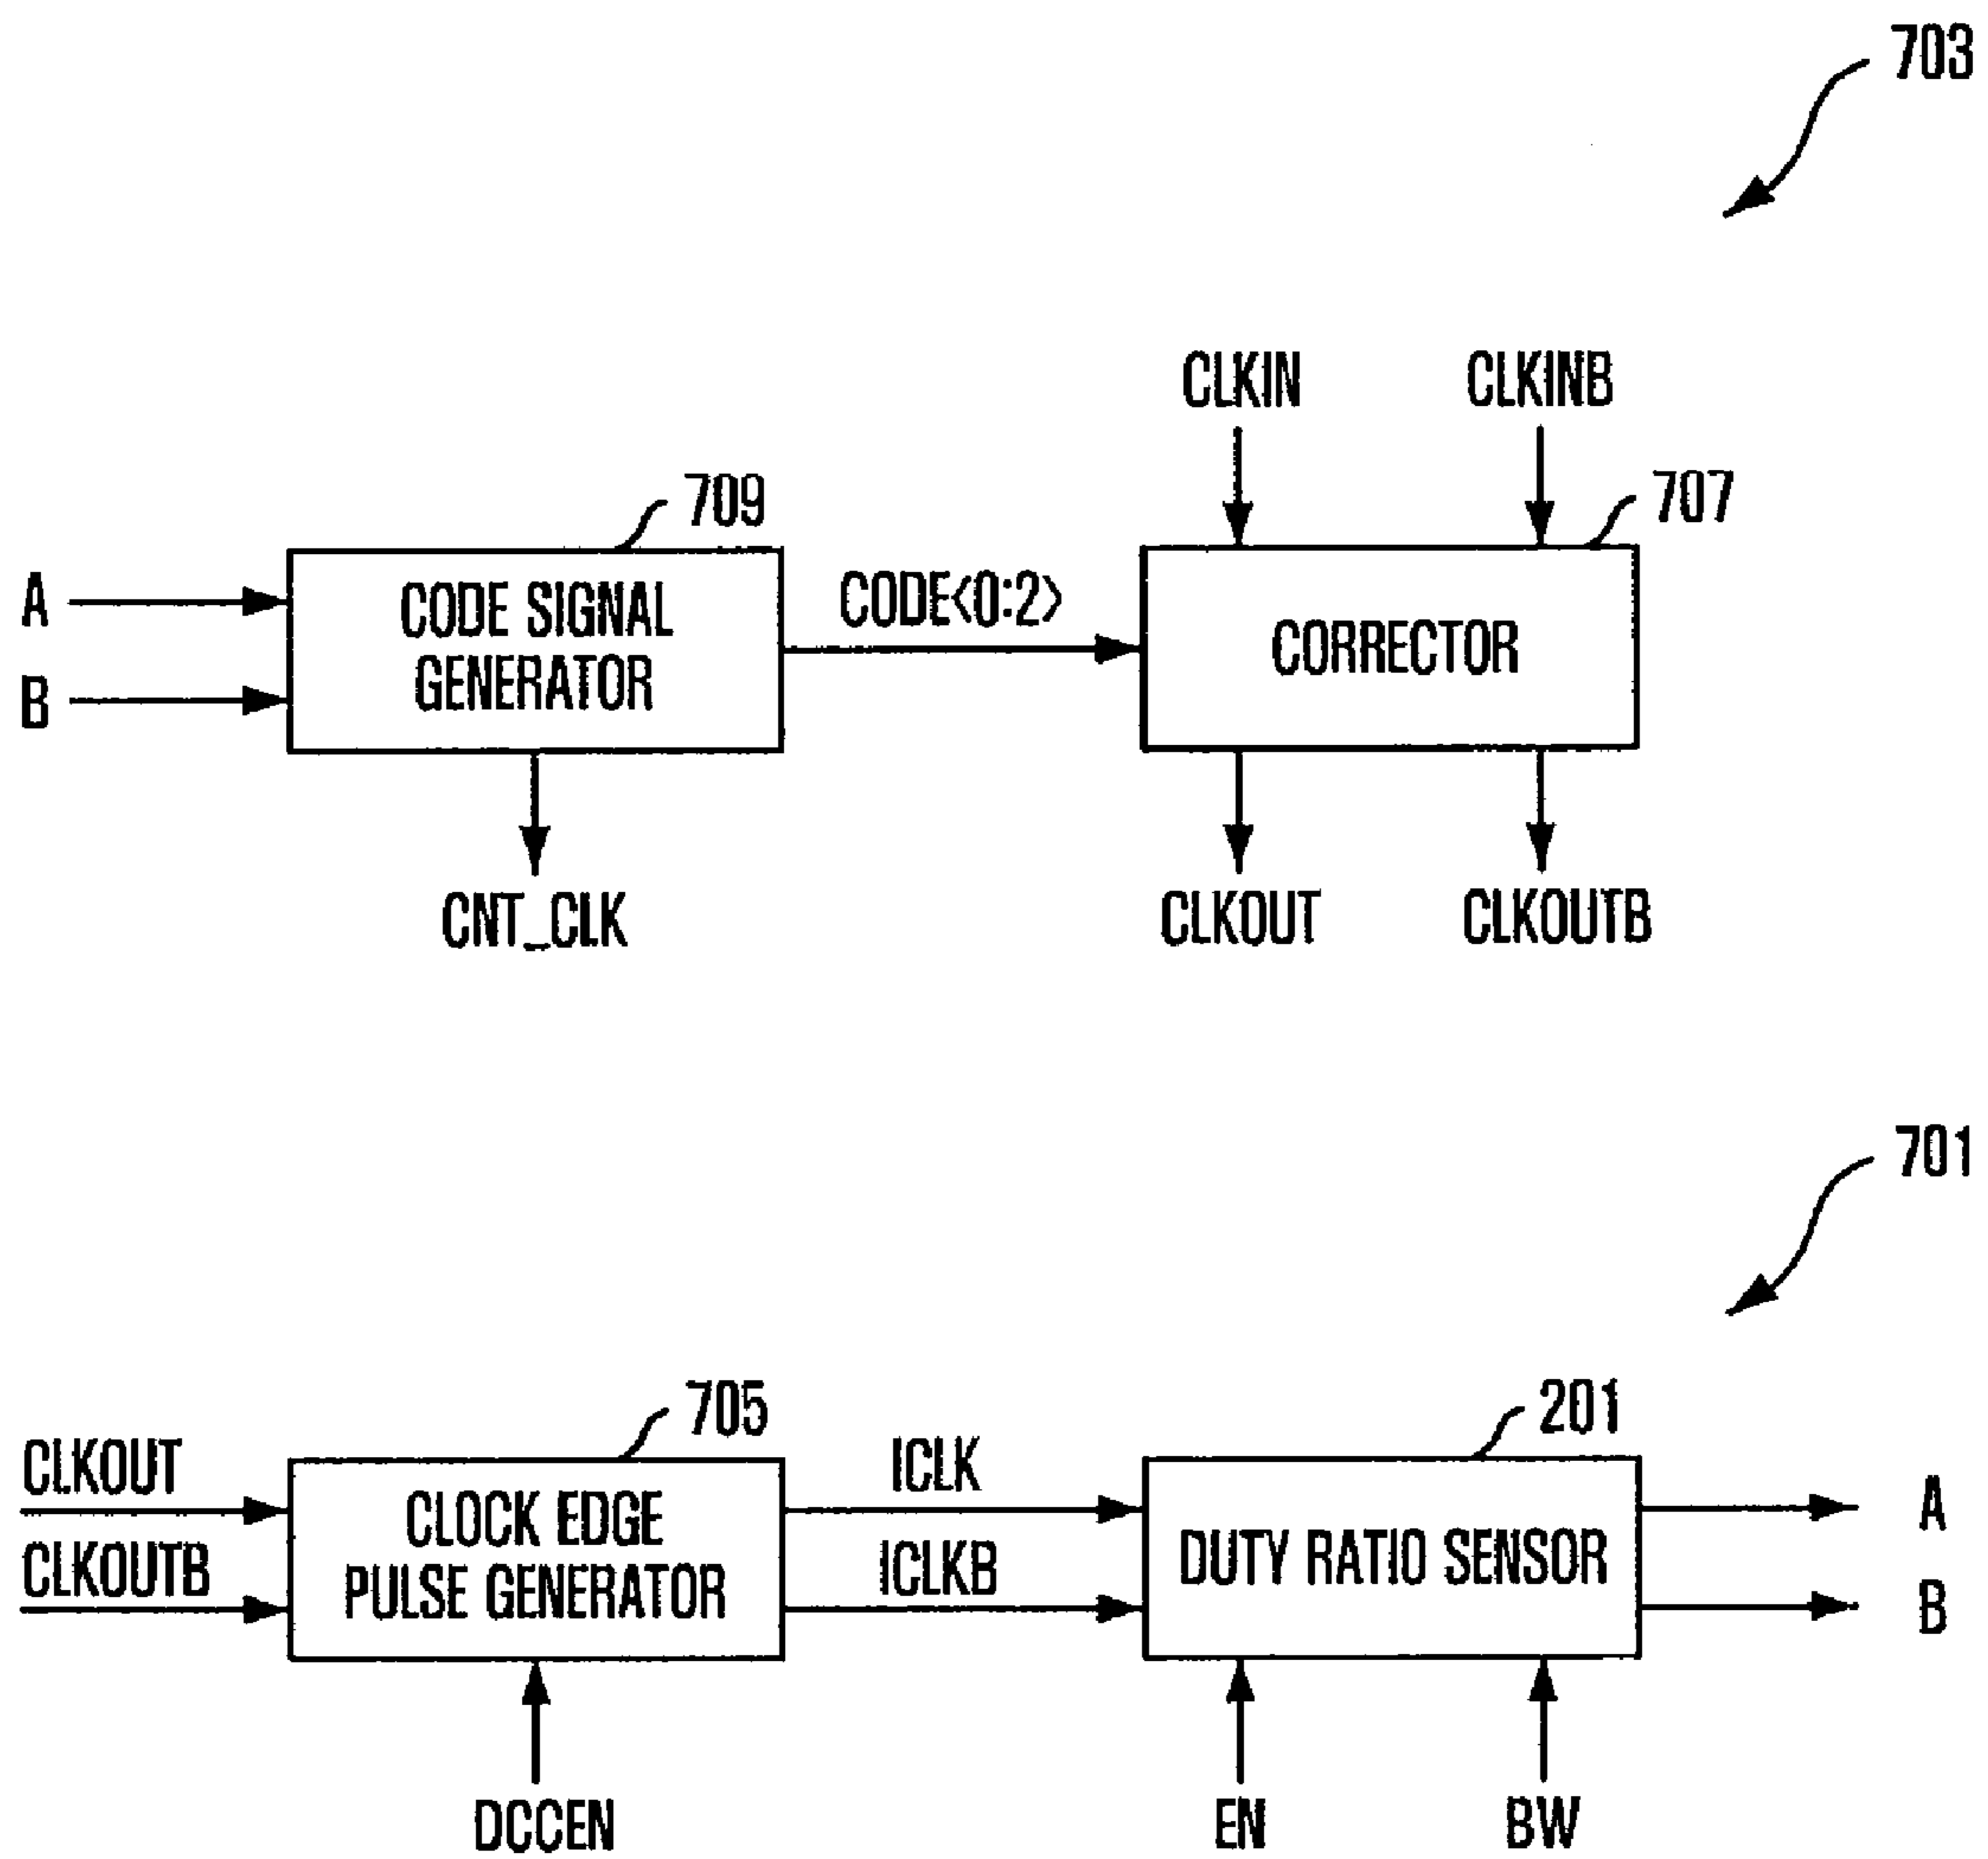 703
CLKIN CLKINB
709 707
A
CODE SIGNAL
GENERATOR
CODE<0:2>
CORRECTOR
B
CNT_CLK CLKOUT CLKOUTB
701
705 201
CLKOUT
CLKOUTB
CLOCK EDGE
PULSE GENERATOR
ICLK
ICLKB
DUTY RATIO SENSOR
A
B
DCCEN EN BW